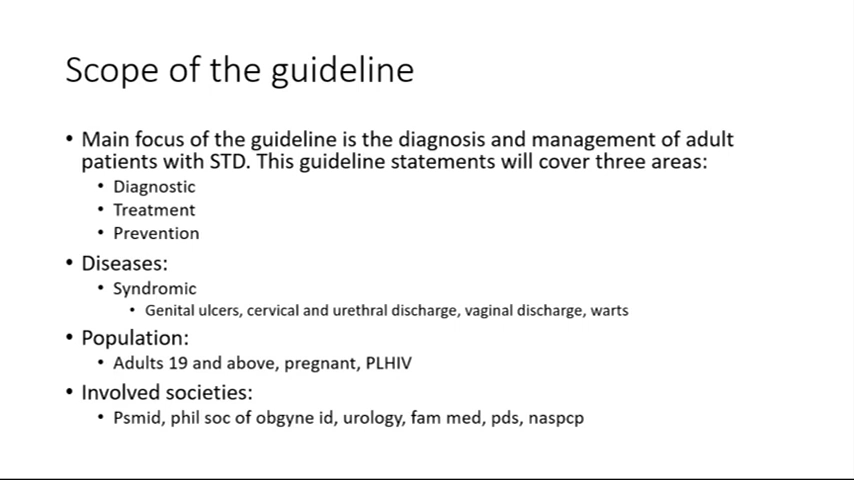 Scope of the guideline
• Main focus of the guideline is the diagnosis and management of adult
patients with STD. This guideline statements will cover three areas:
• Diagnostic
• Treatment
• Prevention
• Diseases:
• Syndromic
• Genital ulcers, cervical and urethral discharge, vaginal discharge, warts
• Population:
• Adults 19 and above, pregnant, PLHIV
• Involved societies:
• Psmid, phil soc of obgyne id, urology, fam med, pds, naspcp